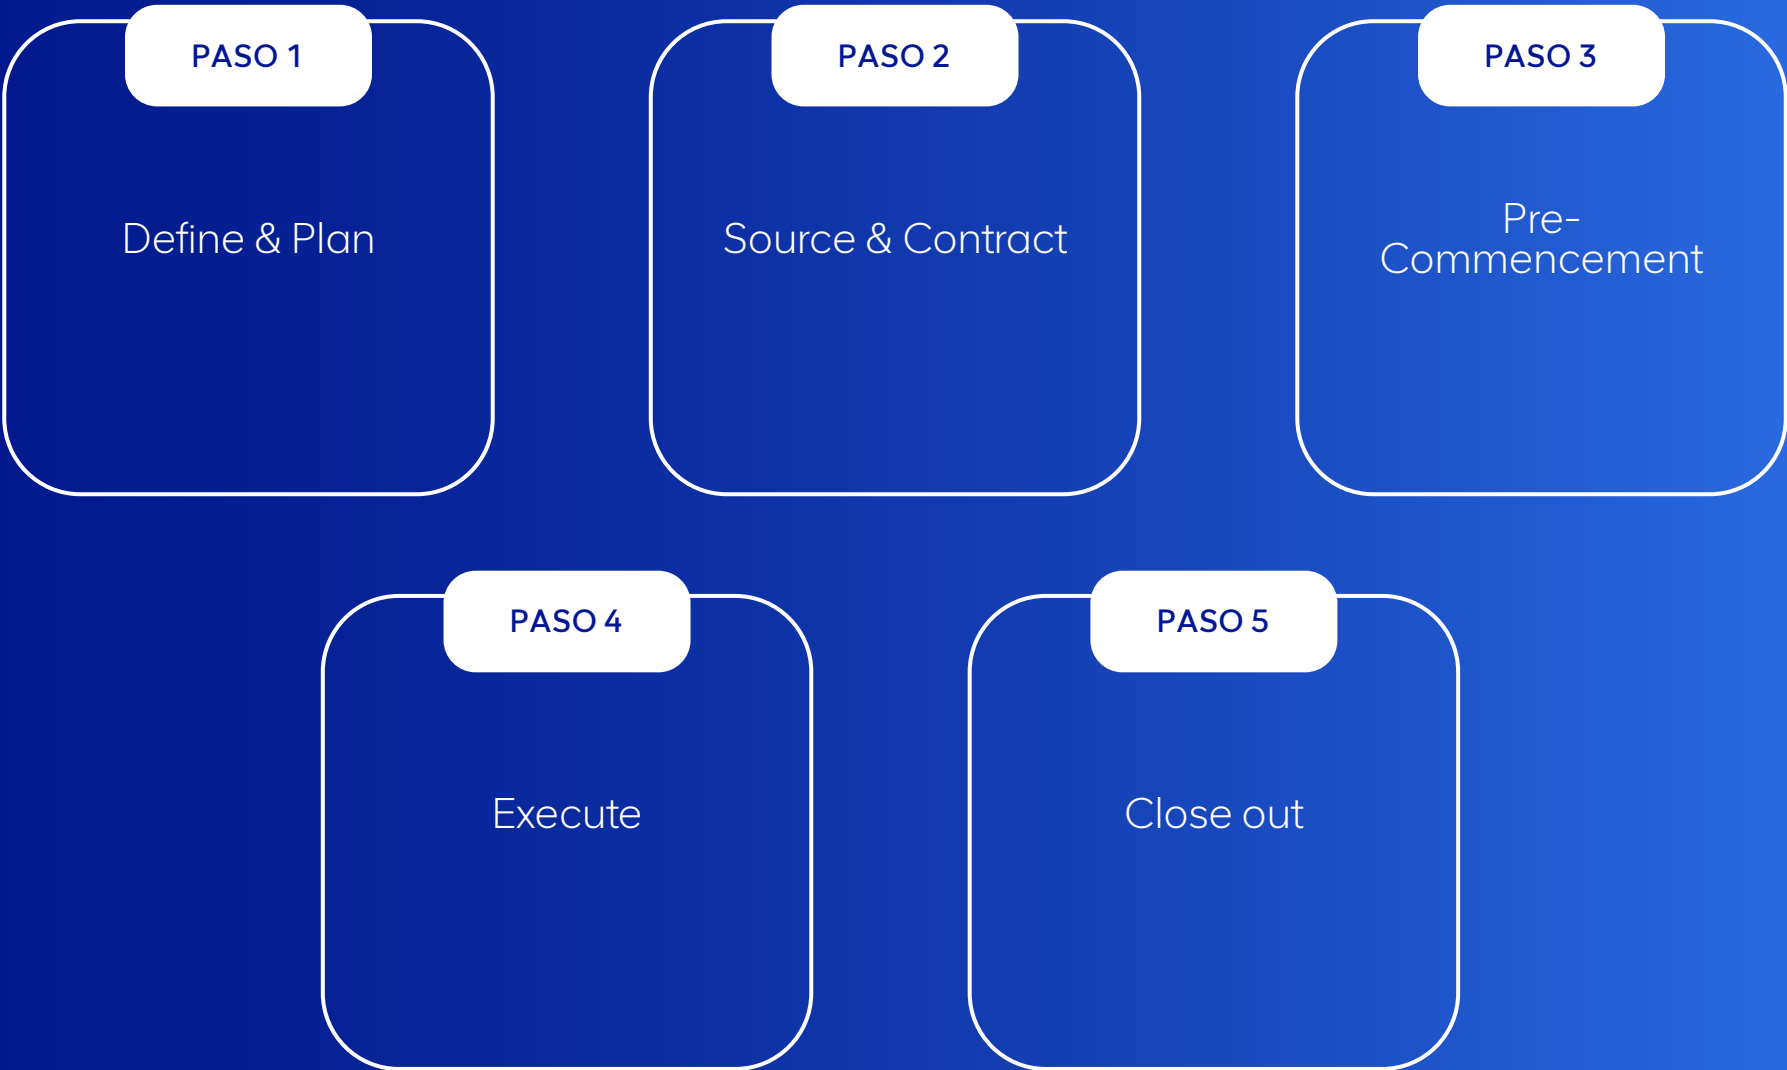 PASO 1
Define & Plan
PASO 2
Source & Contract
PASO 3
Pre-
Commencement
PASO 4
Execute
PASO 5
Close out